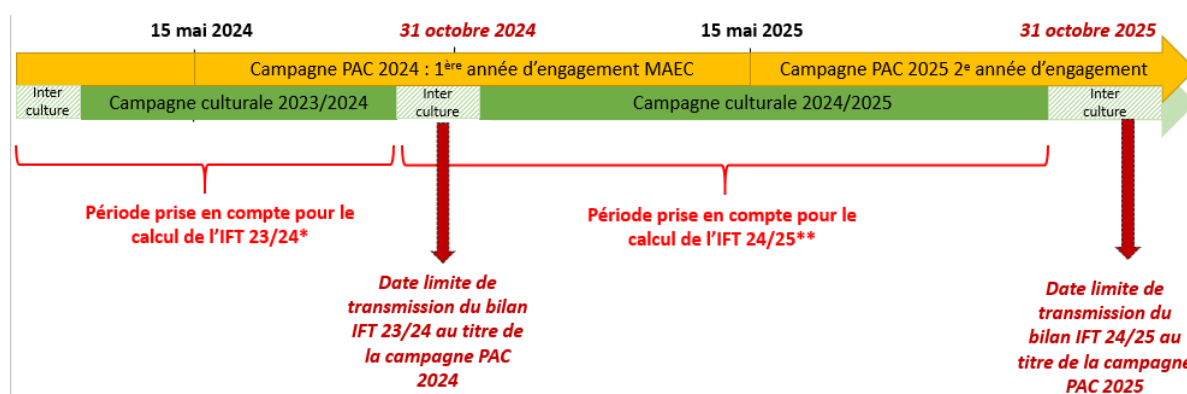 15 mai 2024
31 octobre 2024
15 mai 2025
31 octobre 2025
Campagne PAC 2024 : 1ère année d’engagement MAEC
Campagne PAC 2025 2e année d’engagement
Inter
culture
Campagne culturale 2023/2024
Inter
culture
Campagne culturale 2024/2025
Inter
culture
Période prise en compte pour le
calcul de l’IFT 23/24*
Période prise en compte pour le
calcul de l’IFT 24/25**
Date limite de
transmission du bilan
IFT 23/24 au titre de
la campagne PAC
2024
Date limite de
transmission du
bilan IFT 24/25 au
titre de la campagne
PAC 2025